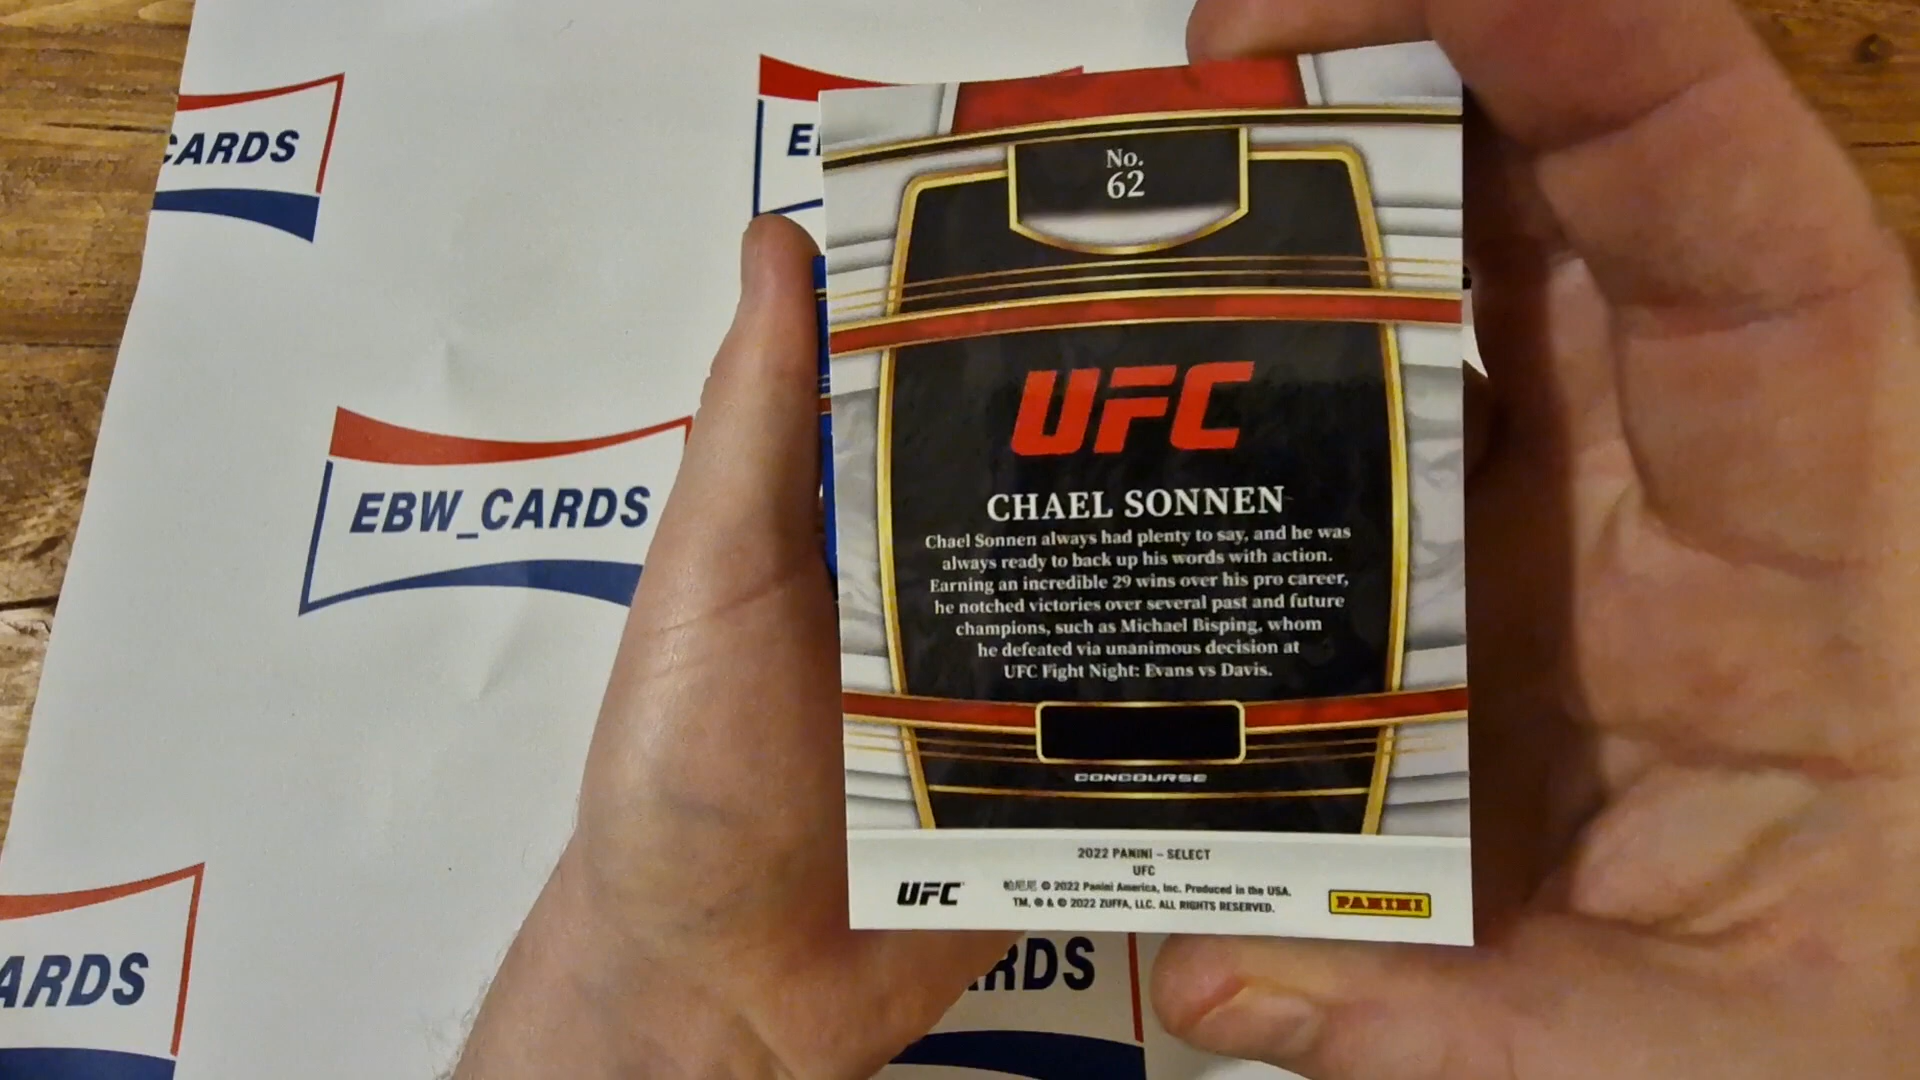 CARDS
No.
62
UFC
EBW_CARDS
CHAEL SONNEN
Chael Sonnen always had plenty to say, and he was
always ready to back up his words with action.
Earning an incredible 29 wins over his pro career,
he notched victories over several past and future
champions, such as Michael Bisping, whom
he defeated via unanimous decision at
UFC Fight Night: Evans vs Davis.
CONCOURSE
2022 PANINI – SELECT
UFC
帕尼尼 © 2022 Panini America, Inc. Produced in the USA.
TM, ® & © 2022 ZUFFA, LLC. ALL RIGHTS RESERVED.
UFC
PANINI
ARDS
RDS